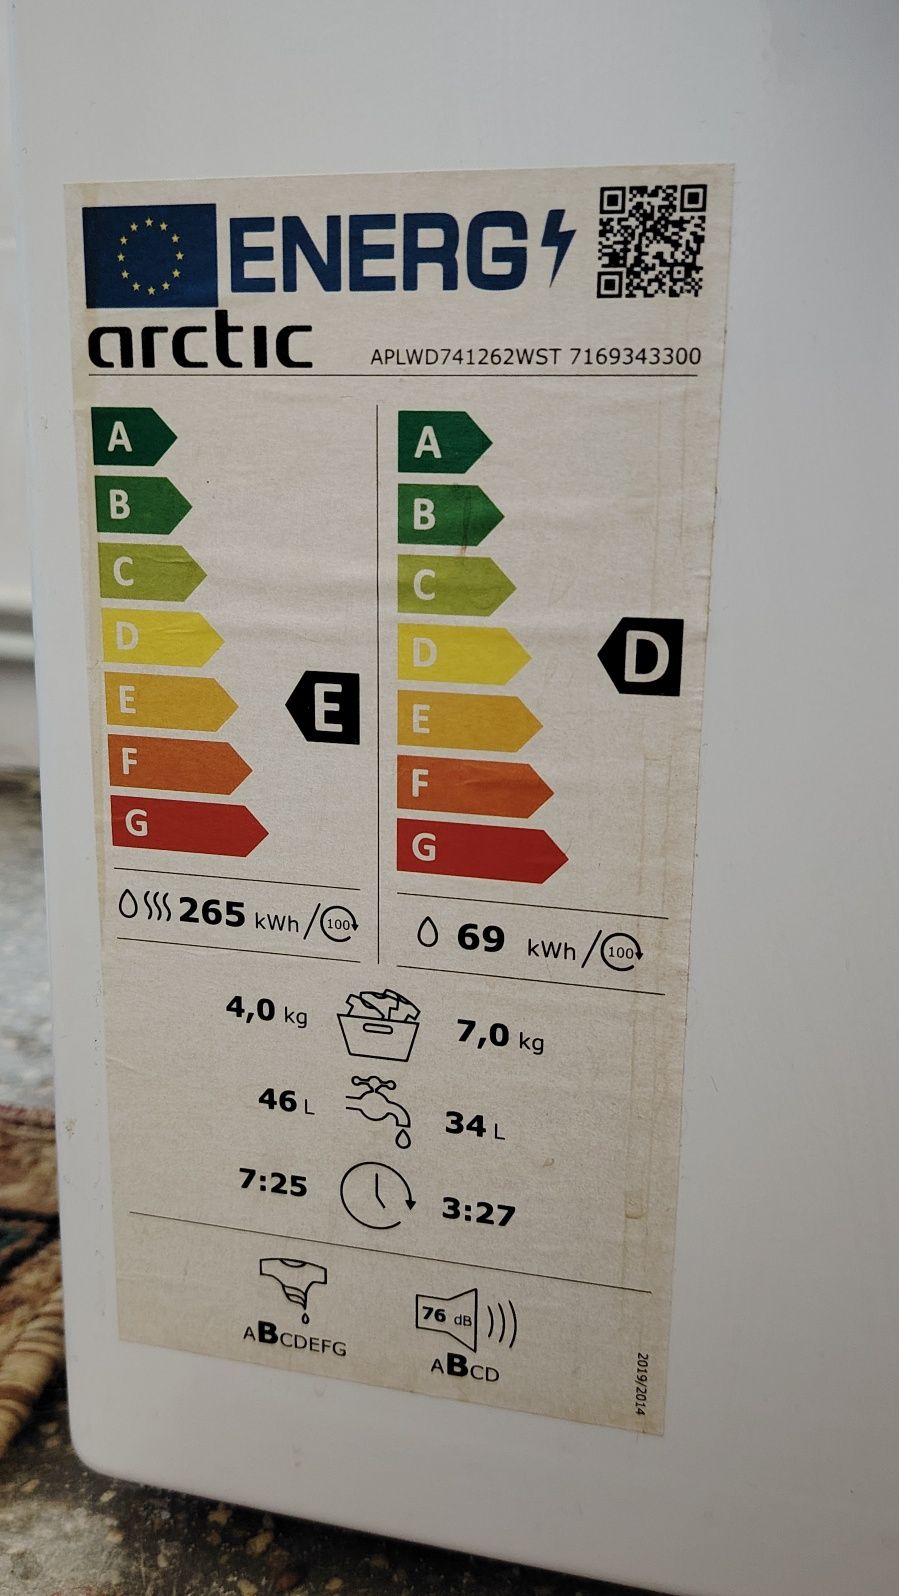 ENERG
arctic
APLWD741262WST 7169343300
A
B
C
D
E
F
G
E
A
B
C
D
E
F
G
D
265 kWh/100
69 kWh/100
4,0 kg
7,0 kg
46 L
34 L
7:25
3:27
ABCDEFG
76 dB
ABCD
2019/2014